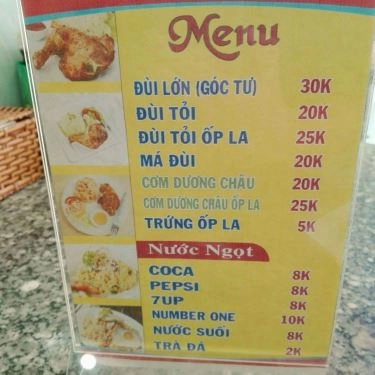 Menu
ĐÙI LỚN (GÓC TƯ) 30K
ĐÙI TỎI 20K
ĐÙI TỎI ỐP LA 25K
MÁ ĐÙI 20K
CƠM DƯƠNG CHÂU 20K
CƠM DƯƠNG CHÂU ỐP LA 25K
TRỨNG ỐP LA 5K
Nước Ngọt
COCA 8K
PEPSI 8K
7UP 8K
NUMBER ONE 10K
NƯỚC SUỐI 8K
TRÀ ĐÁ 2K